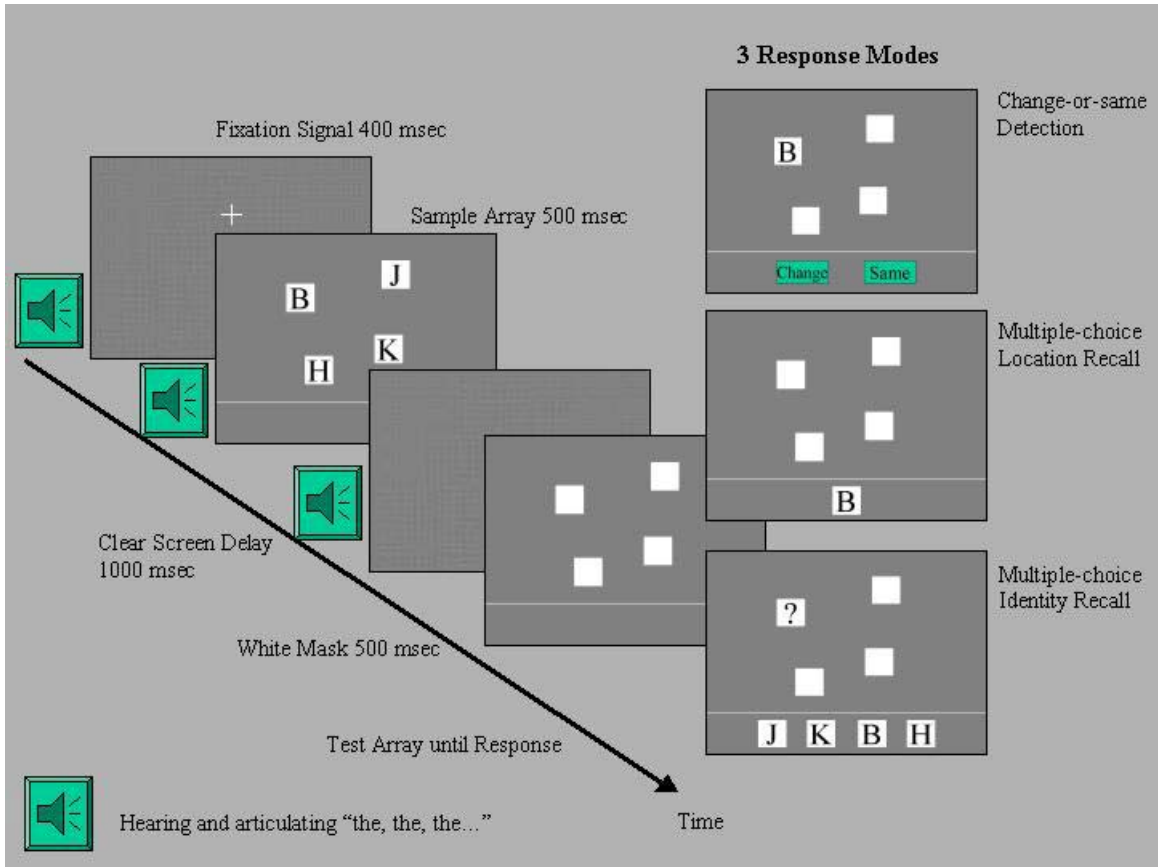 3 Response Modes
Fixation Signal 400 msec
Sample Array 500 msec
J
B
K
H
Clear Screen Delay
1000 msec
White Mask 500 msec
Test Array until Response
Time
Hearing and articulating “the, the, the...”
Change-or-same
Detection
B
Change Same
Multiple-choice
Location Recall
B
Multiple-choice
Identity Recall
?
J K B H